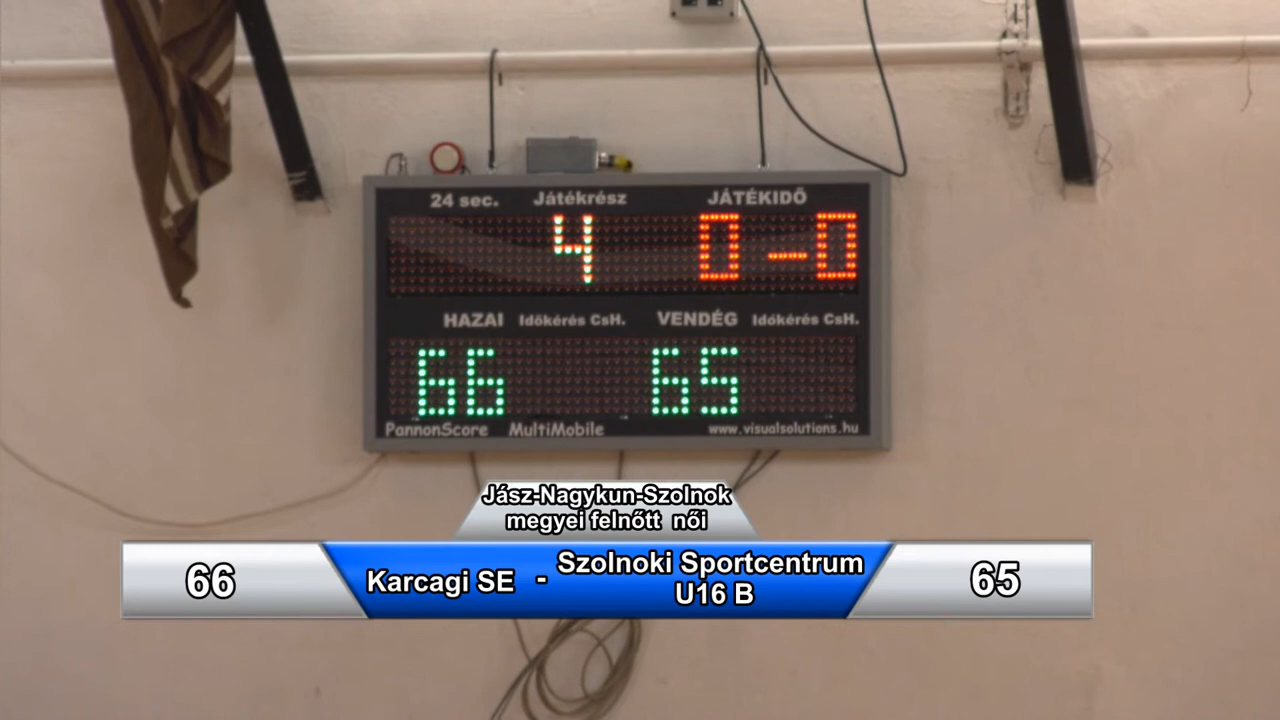 24 sec. Játékrész JÁTÉKIDŐ
4 0-0
HAZAI Időkérés CsH. VENDÉG Időkérés CsH.
66 65
PannonScore MultiMobile www.visualsolutions.hu
Jász-Nagykun-Szolnok
megyei felnőtt női
66 Karcagi SE - Szolnoki Sportcentrum
U16 B 65